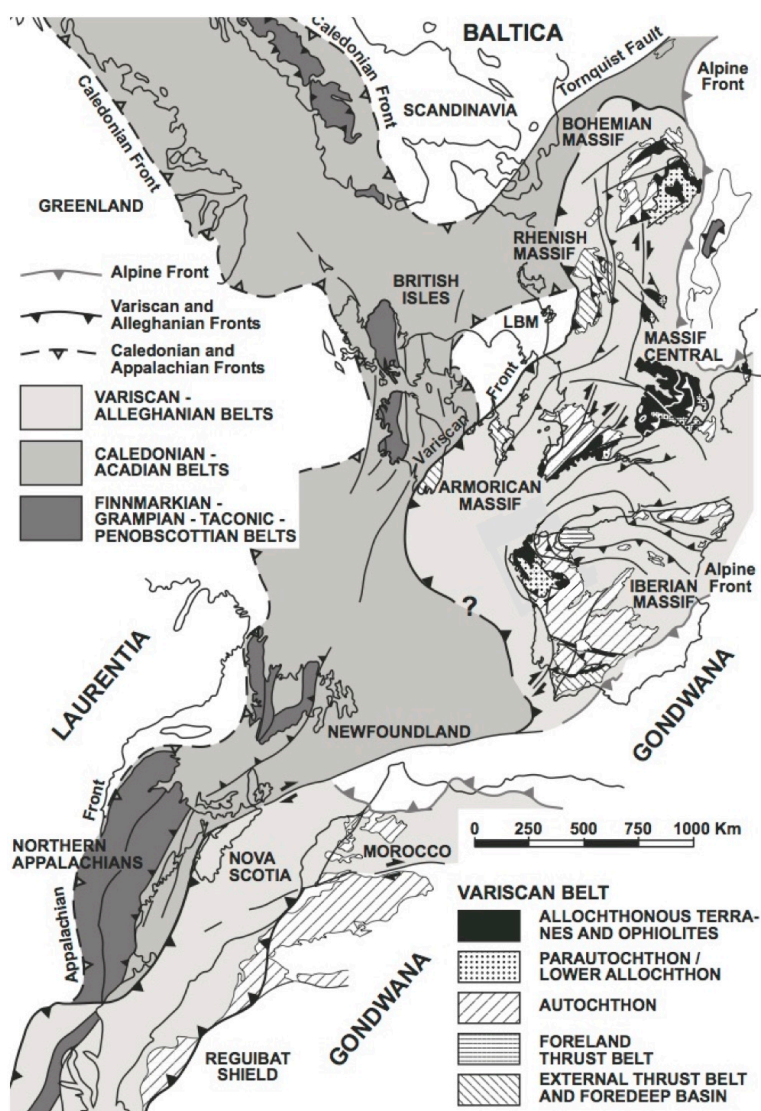 BALTICA
Caledonian Front
Caledonian Front
Tornquist Fault
Alpine
Front
SCANDINAVIA
BOHEMIAN
MASSIF
GREENLAND
RHENISH
MASSIF
Alpine Front
BRITISH
ISLES
Variscan and
Alleghanian Fronts
LBM
MASSIF
CENTRAL
Caledonian and
Appalachian Fronts
VARISCAN -
ALLEGHANIAN BELTS
Variscan Front
CALEDONIAN -
ACADIAN BELTS
ARMORICAN
MASSIF
FINNMARKIAN -
GRAMPIAN - TACONIC -
PENOBSCOTTIAN BELTS
Alpine
Front
IBERIAN
MASSIF
?
LAURENTIA
GONDWANA
NEWFOUNDLAND
Appalachian Front
NORTHERN
APPALACHIANS
NOVA
SCOTIA
MOROCCO
0 250 500 750 1000 Km
GONDWANA
REGUIBAT
SHIELD
VARISCAN BELT
ALLOCHTHONOUS TERRA-
NES AND OPHIOLITES
PARAUTOCHTHON /
LOWER ALLOCHTHON
AUTOCHTHON
FORELAND
THRUST BELT
EXTERNAL THRUST BELT
AND FOREDEEP BASIN